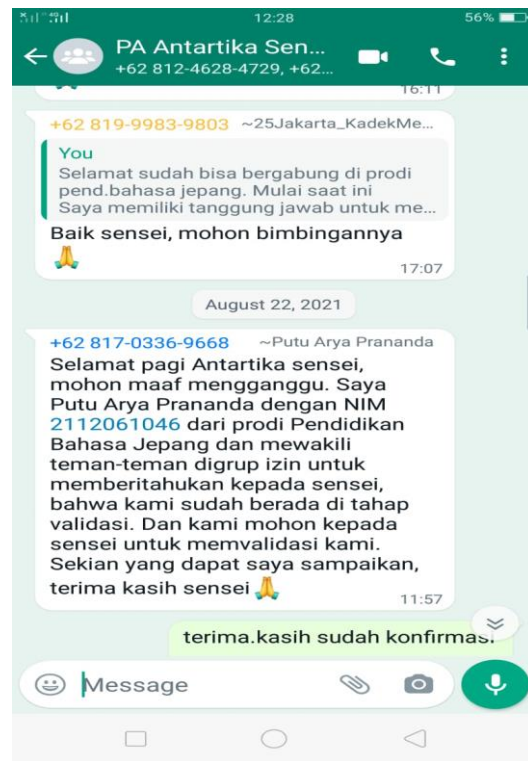 12:28
56%
PA Antartika Sen...
+62 812-4628-4729, +62...
16:11
+62 819-9983-9803 ~25Jakarta_KadekMe...
You
Selamat sudah bisa bergabung di prodi
pend.bahasa jepang. Mulai saat ini
Saya memiliki tanggung jawab untuk me...
Baik sensei, mohon bimbingannya
🙏
17:07
August 22, 2021
+62 817-0336-9668 ~Putu Arya Prananda
Selamat pagi Antartika sensei,
mohon maaf mengganggu. Saya
Putu Arya Prananda dengan NIM
2112061046 dari prodi Pendidikan
Bahasa Jepang dan mewakili
teman-teman digrup izin untuk
memberitahukan kepada sensei,
bahwa kami sudah berada di tahap
validasi. Dan kami mohon kepada
sensei untuk memvalidasi kami.
Sekian yang dapat saya sampaikan,
terima kasih sensei 🙏
11:57
terima.kasih sudah konfirmasi
Message